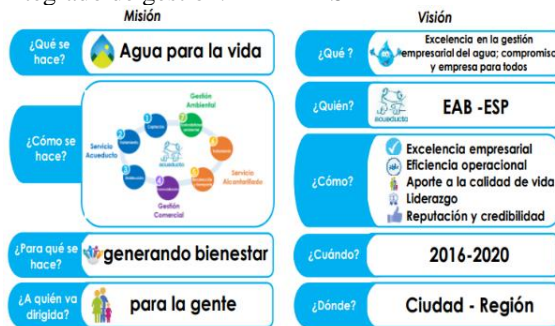 Misión
¿Qué se
hace?
Agua para la vida
¿Cómo se
hace?
Gestión
Ambiental
Servicio
Acueducto
Servicio
Alcantarillado
Gestión
Comercial
acueducto
¿Para qué se
hace?
generando bienestar
¿A quién va
dirigida?
para la gente
Visión
¿Qué ?
Excelencia en la gestión
empresarial del agua; compromiso
y empresa para todos
¿Quién?
acueducto
EAB -ESP
¿Cómo?
Excelencia empresarial
Eficiencia operacional
Aporte a la calidad de vida
Liderazgo
Reputación y credibilidad
¿Cuándo?
2016-2020
¿Dónde?
Ciudad - Región